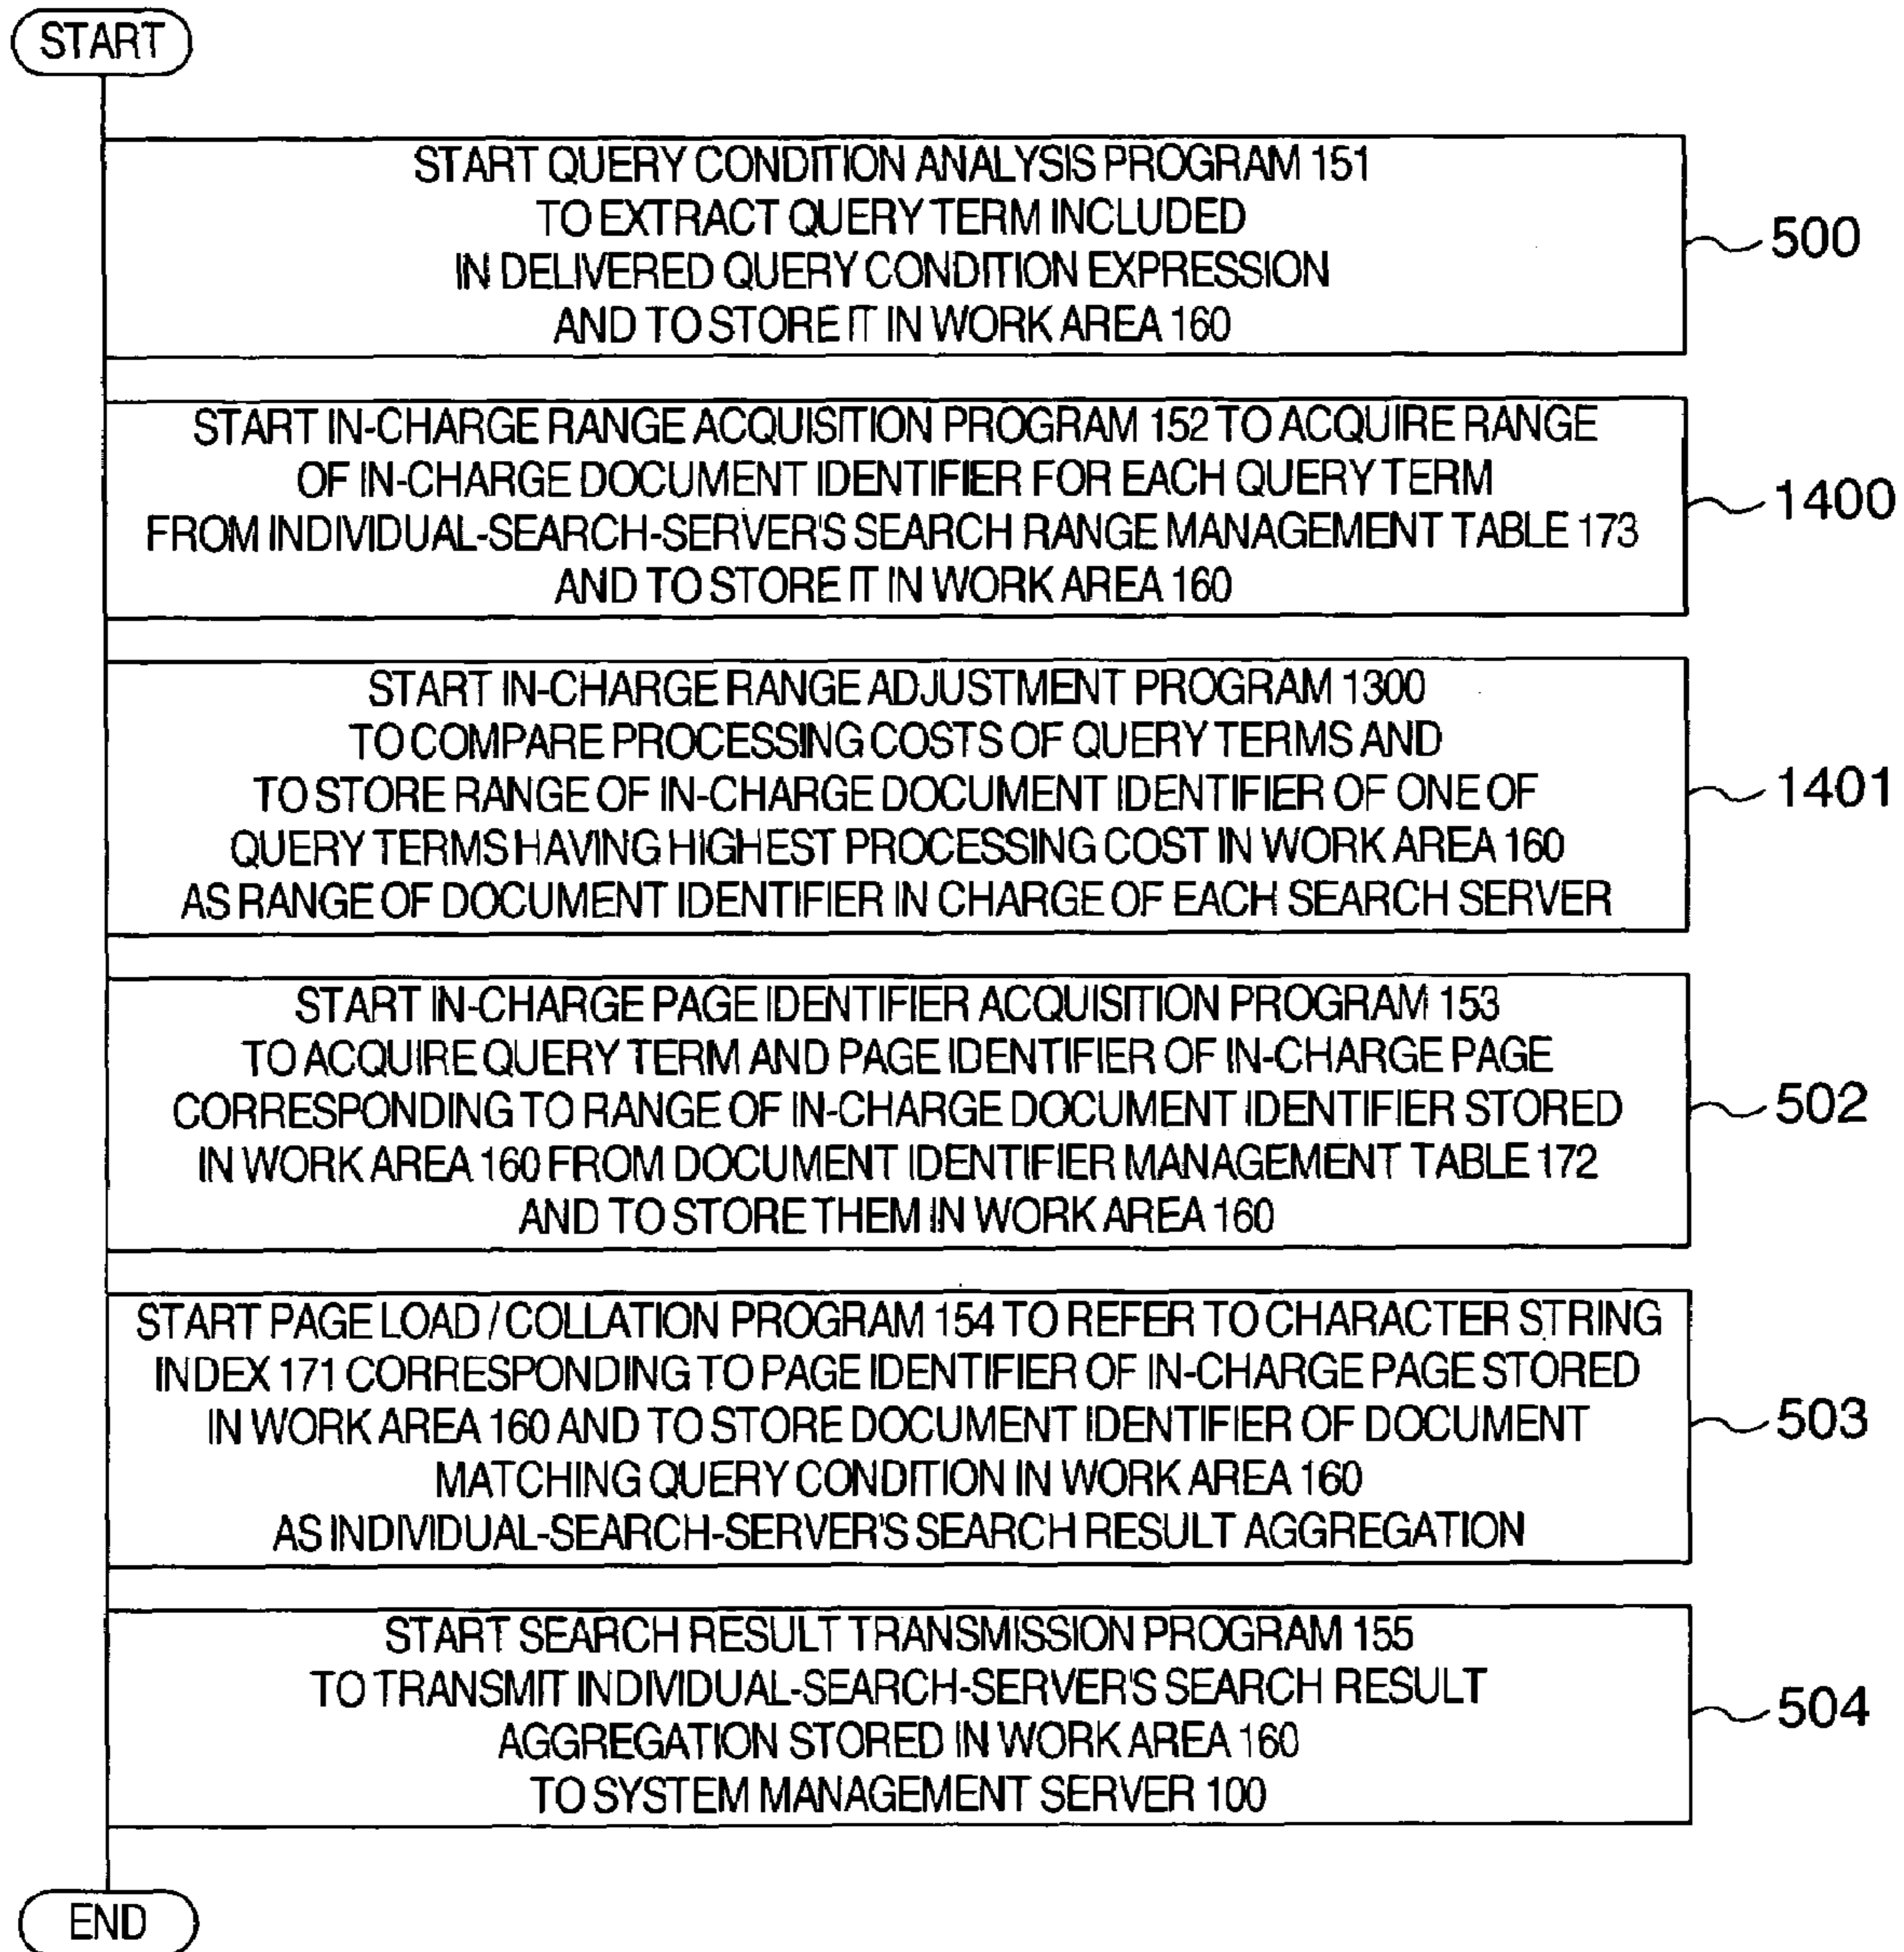 START
START QUERY CONDITION ANALYSIS PROGRAM 151
TO EXTRACT QUERY TERM INCLUDED
IN DELIVERED QUERY CONDITION EXPRESSION
AND TO STORE IT IN WORK AREA 160
500
START IN-CHARGE RANGE ACQUISITION PROGRAM 152 TO ACQUIRE RANGE
OF IN-CHARGE DOCUMENT IDENTIFIER FOR EACH QUERY TERM
FROM INDIVIDUAL-SEARCH-SERVER'S SEARCH RANGE MANAGEMENT TABLE 173
AND TO STORE IT IN WORK AREA 160
1400
START IN-CHARGE RANGE ADJUSTMENT PROGRAM 1300
TO COMPARE PROCESSING COSTS OF QUERY TERMS AND
TO STORE RANGE OF IN-CHARGE DOCUMENT IDENTIFIER OF ONE OF
QUERY TERMS HAVING HIGHEST PROCESSING COST IN WORK AREA 160
AS RANGE OF DOCUMENT IDENTIFIER IN CHARGE OF EACH SEARCH SERVER
1401
START IN-CHARGE PAGE IDENTIFIER ACQUISITION PROGRAM 153
TO ACQUIRE QUERY TERM AND PAGE IDENTIFIER OF IN-CHARGE PAGE
CORRESPONDING TO RANGE OF IN-CHARGE DOCUMENT IDENTIFIER STORED
IN WORK AREA 160 FROM DOCUMENT IDENTIFIER MANAGEMENT TABLE 172
AND TO STORE THEM IN WORK AREA 160
502
START PAGE LOAD / COLLATION PROGRAM 154 TO REFER TO CHARACTER STRING
INDEX 171 CORRESPONDING TO PAGE IDENTIFIER OF IN-CHARGE PAGE STORED
IN WORK AREA 160 AND TO STORE DOCUMENT IDENTIFIER OF DOCUMENT
MATCHING QUERY CONDITION IN WORK AREA 160
AS INDIVIDUAL-SEARCH-SERVER'S SEARCH RESULT AGGREGATION
503
START SEARCH RESULT TRANSMISSION PROGRAM 155
TO TRANSMIT INDIVIDUAL-SEARCH-SERVER'S SEARCH RESULT
AGGREGATION STORED IN WORK AREA 160
TO SYSTEM MANAGEMENT SERVER 100
504
END